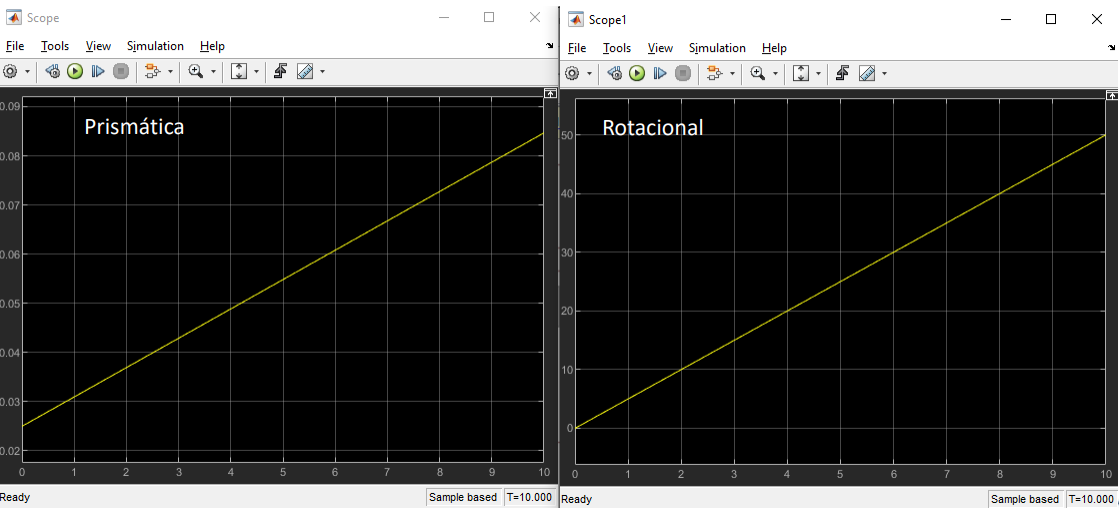 Scope
File Tools View Simulation Help
Prismática
0.09
0.08
0.07
0.06
0.05
0.04
0.03
0.02
0 1 2 3 4 5 6 7 8 9 10
Ready Sample based T=10.000
Scope1
File Tools View Simulation Help
Rotacional
50
40
30
20
10
0
0 1 2 3 4 5 6 7 8 9 10
Ready Sample based T=10.000